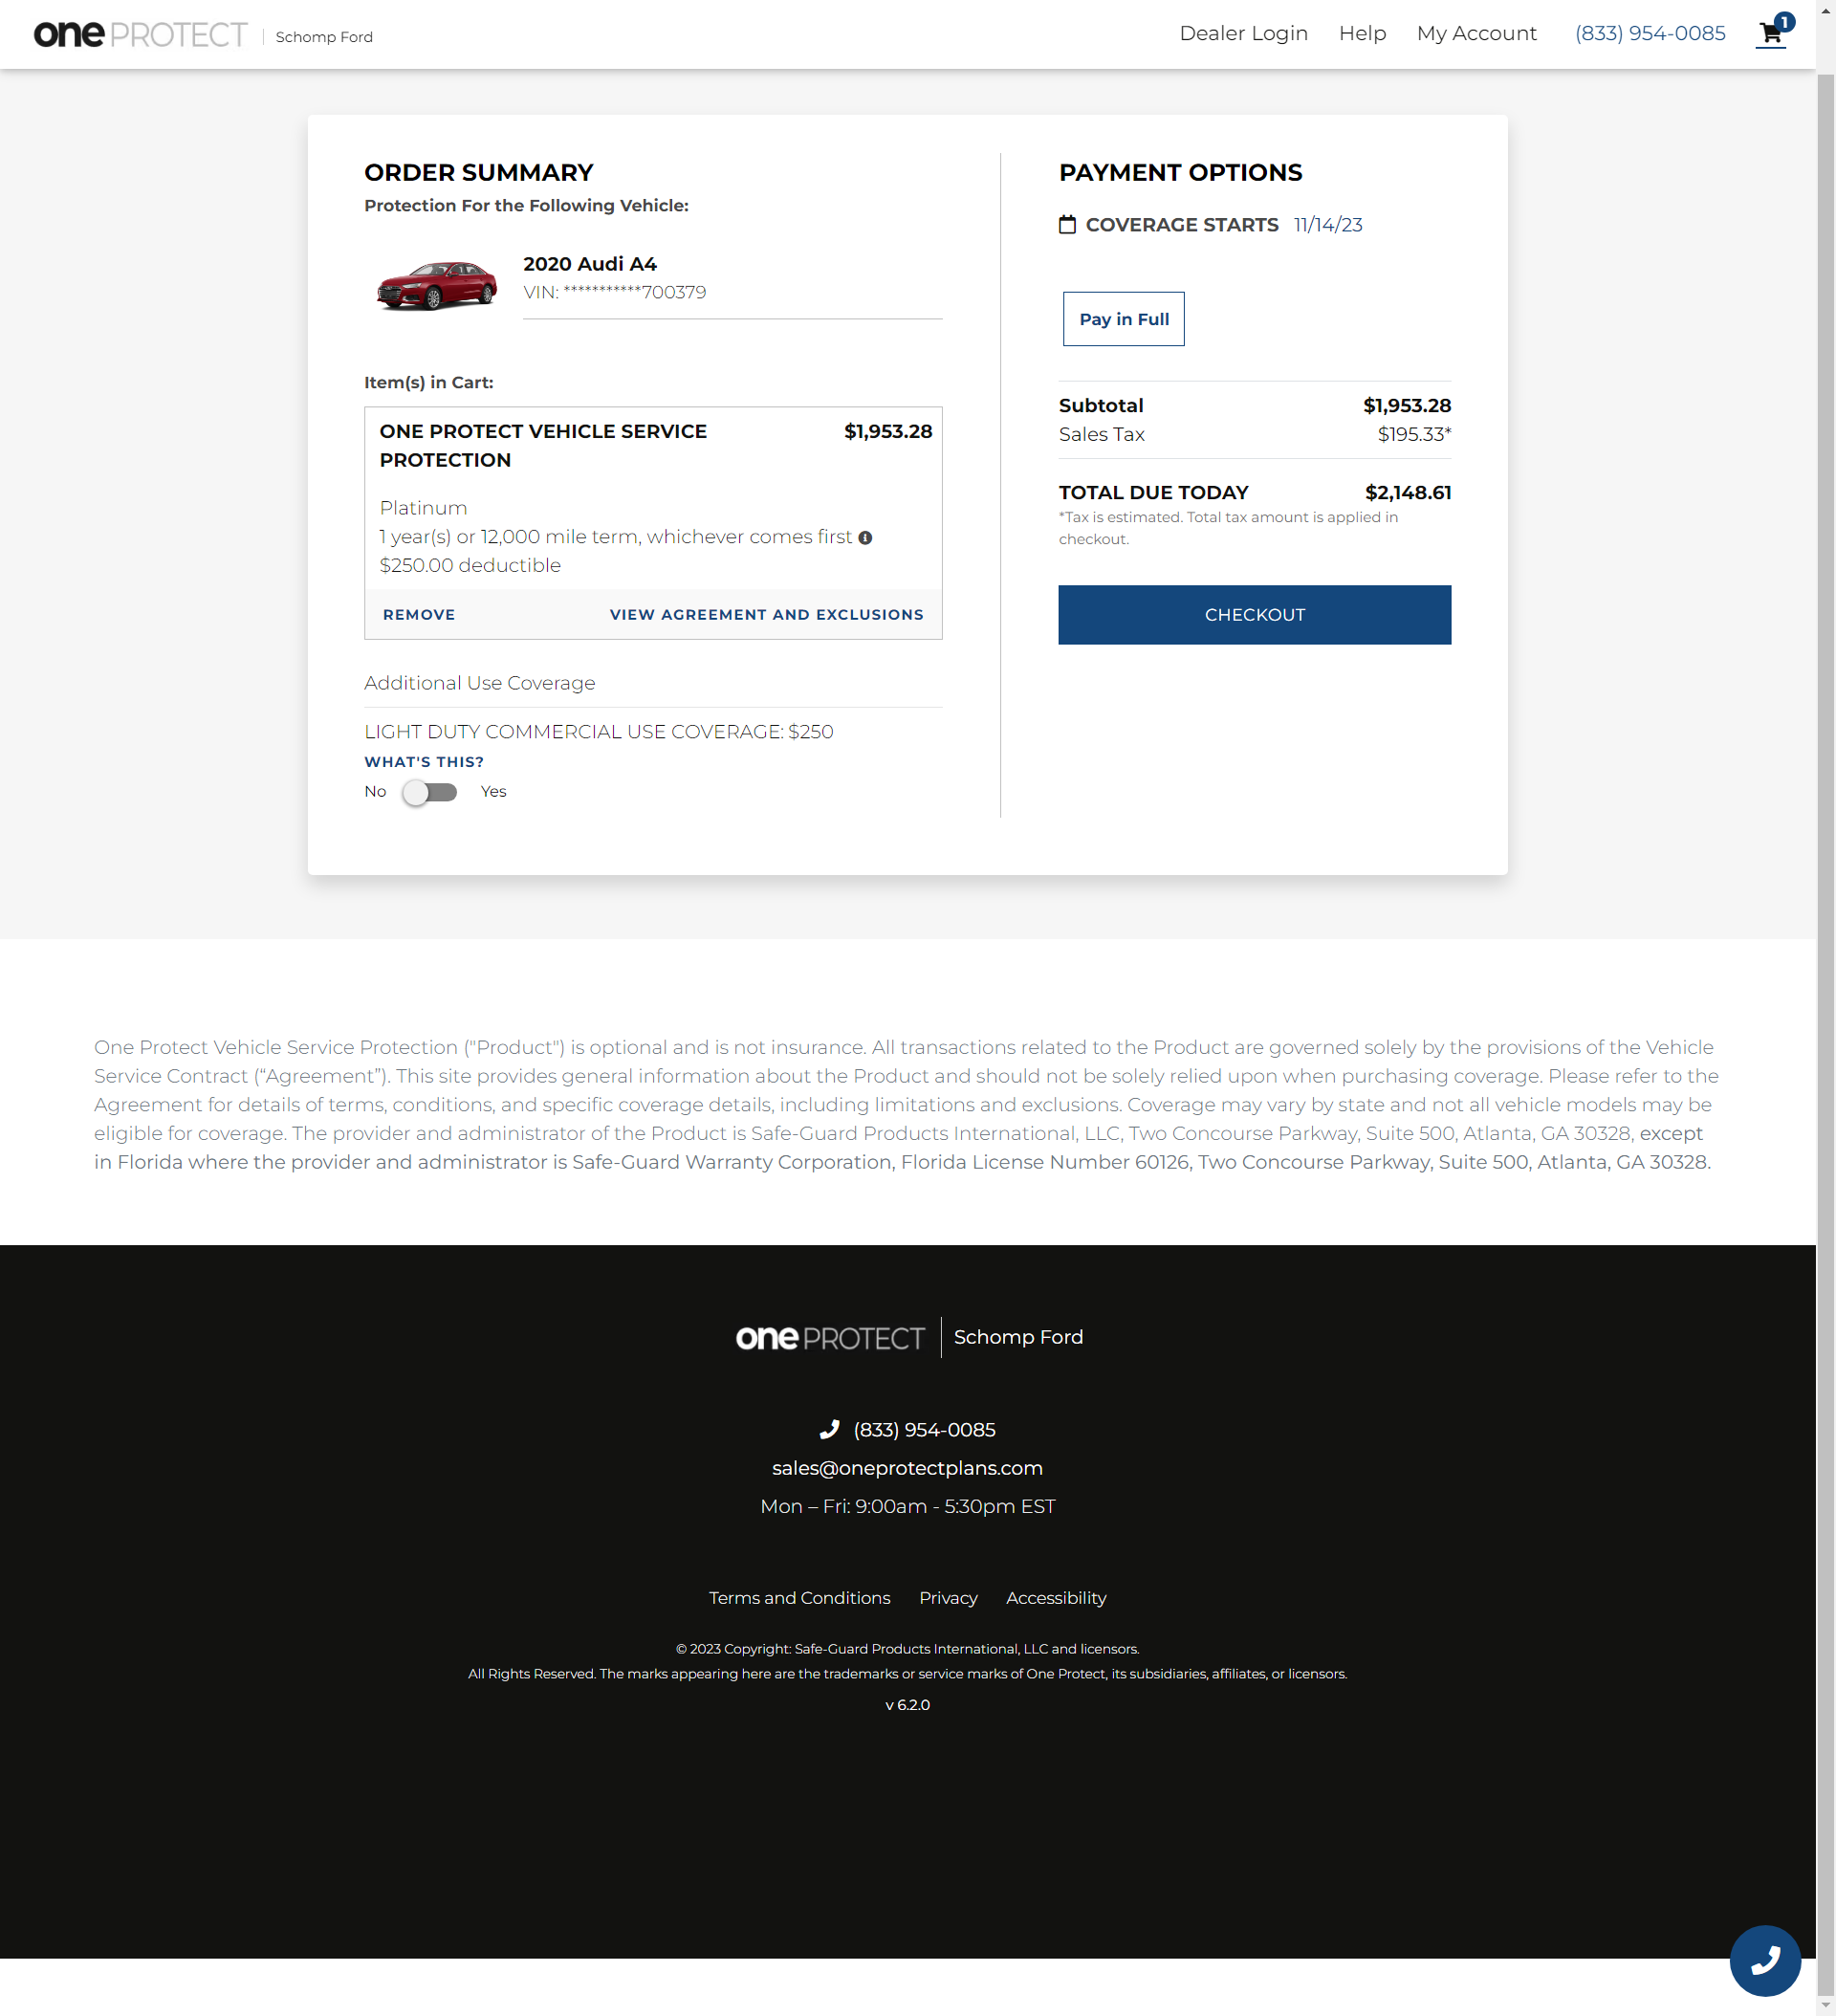 one PROTECT Schomp Ford
Dealer Login Help My Account (833) 954-0085 1
ORDER SUMMARY
Protection For the Following Vehicle:
2020 Audi A4
VIN: ***********700379
Item(s) in Cart:
ONE PROTECT VEHICLE SERVICE PROTECTION $1,953.28
Platinum
1 year(s) or 12,000 mile term, whichever comes first
$250.00 deductible
REMOVE VIEW AGREEMENT AND EXCLUSIONS
Additional Use Coverage
LIGHT DUTY COMMERCIAL USE COVERAGE: $250
WHAT'S THIS?
No Yes
PAYMENT OPTIONS
COVERAGE STARTS 11/14/23
Pay in Full
Subtotal $1,953.28
Sales Tax $195.33*
TOTAL DUE TODAY $2,148.61
*Tax is estimated. Total tax amount is applied in
checkout.
CHECKOUT
One Protect Vehicle Service Protection ("Product") is optional and is not insurance. All transactions related to the Product are governed solely by the provisions of the Vehicle
Service Contract (“Agreement”). This site provides general information about the Product and should not be solely relied upon when purchasing coverage. Please refer to the
Agreement for details of terms, conditions, and specific coverage details, including limitations and exclusions. Coverage may vary by state and not all vehicle models may be
eligible for coverage. The provider and administrator of the Product is Safe-Guard Products International, LLC, Two Concourse Parkway, Suite 500, Atlanta, GA 30328, except
in Florida where the provider and administrator is Safe-Guard Warranty Corporation, Florida License Number 60126, Two Concourse Parkway, Suite 500, Atlanta, GA 30328.
one PROTECT Schomp Ford
(833) 954-0085
sales@oneprotectplans.com
Mon – Fri: 9:00am - 5:30pm EST
Terms and Conditions Privacy Accessibility
© 2023 Copyright: Safe-Guard Products International, LLC and licensors.
All Rights Reserved. The marks appearing here are the trademarks or service marks of One Protect, its subsidiaries, affiliates, or licensors.
v 6.2.0